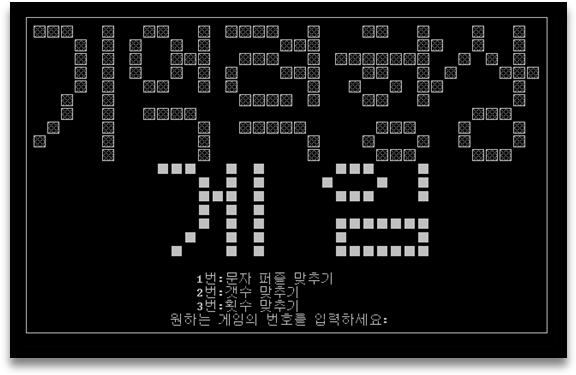 기억력향상
게임
1번:문자 퍼즐 맞추기
2번:갯수 맞추기
3번:횟수 맞추기
원하는 게임의 번호를 입력하세요: